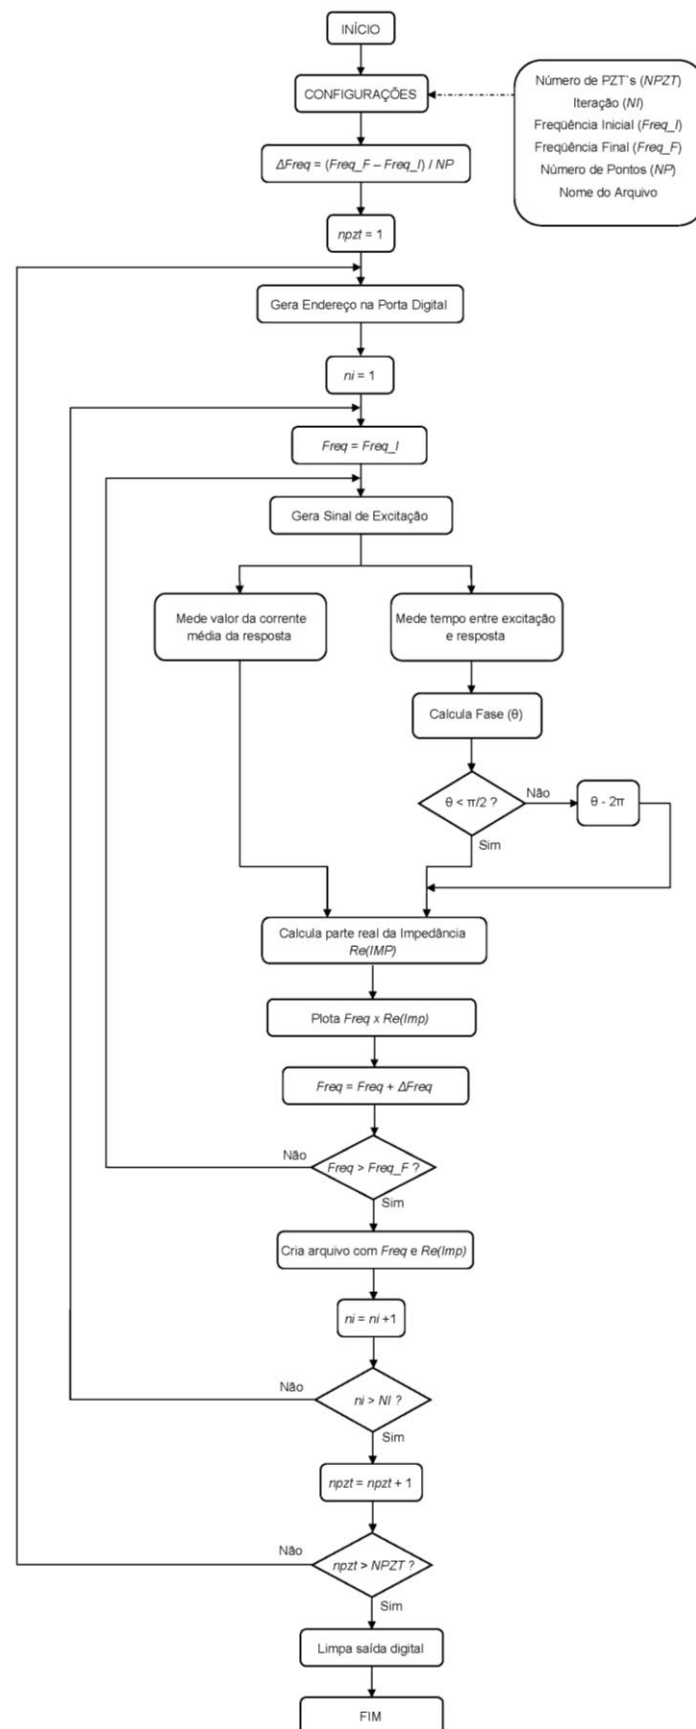 INÍCIO
CONFIGURAÇÕES
Número de PZT`s (NPZT)
Iteração (NI)
Freqüência Inicial (Freq_I)
Freqüência Final (Freq_F)
Número de Pontos (NP)
Nome do Arquivo
ΔFreq = (Freq_F – Freq_I) / NP
npzt = 1
Gera Endereço na Porta Digital
ni = 1
Freq = Freq_I
Gera Sinal de Excitação
Mede valor da corrente
média da resposta
Mede tempo entre excitação
e resposta
Calcula Fase (θ)
θ < π/2 ?
Não
θ - 2π
Sim
Calcula parte real da Impedância
Re(IMP)
Plota Freq x Re(Imp)
Freq = Freq + ΔFreq
Não
Freq > Freq_F ?
Sim
Cria arquivo com Freq e Re(Imp)
ni = ni +1
Não
ni > NI ?
Sim
npzt = npzt + 1
Não
npzt > NPZT ?
Sim
Limpa saída digital
FIM